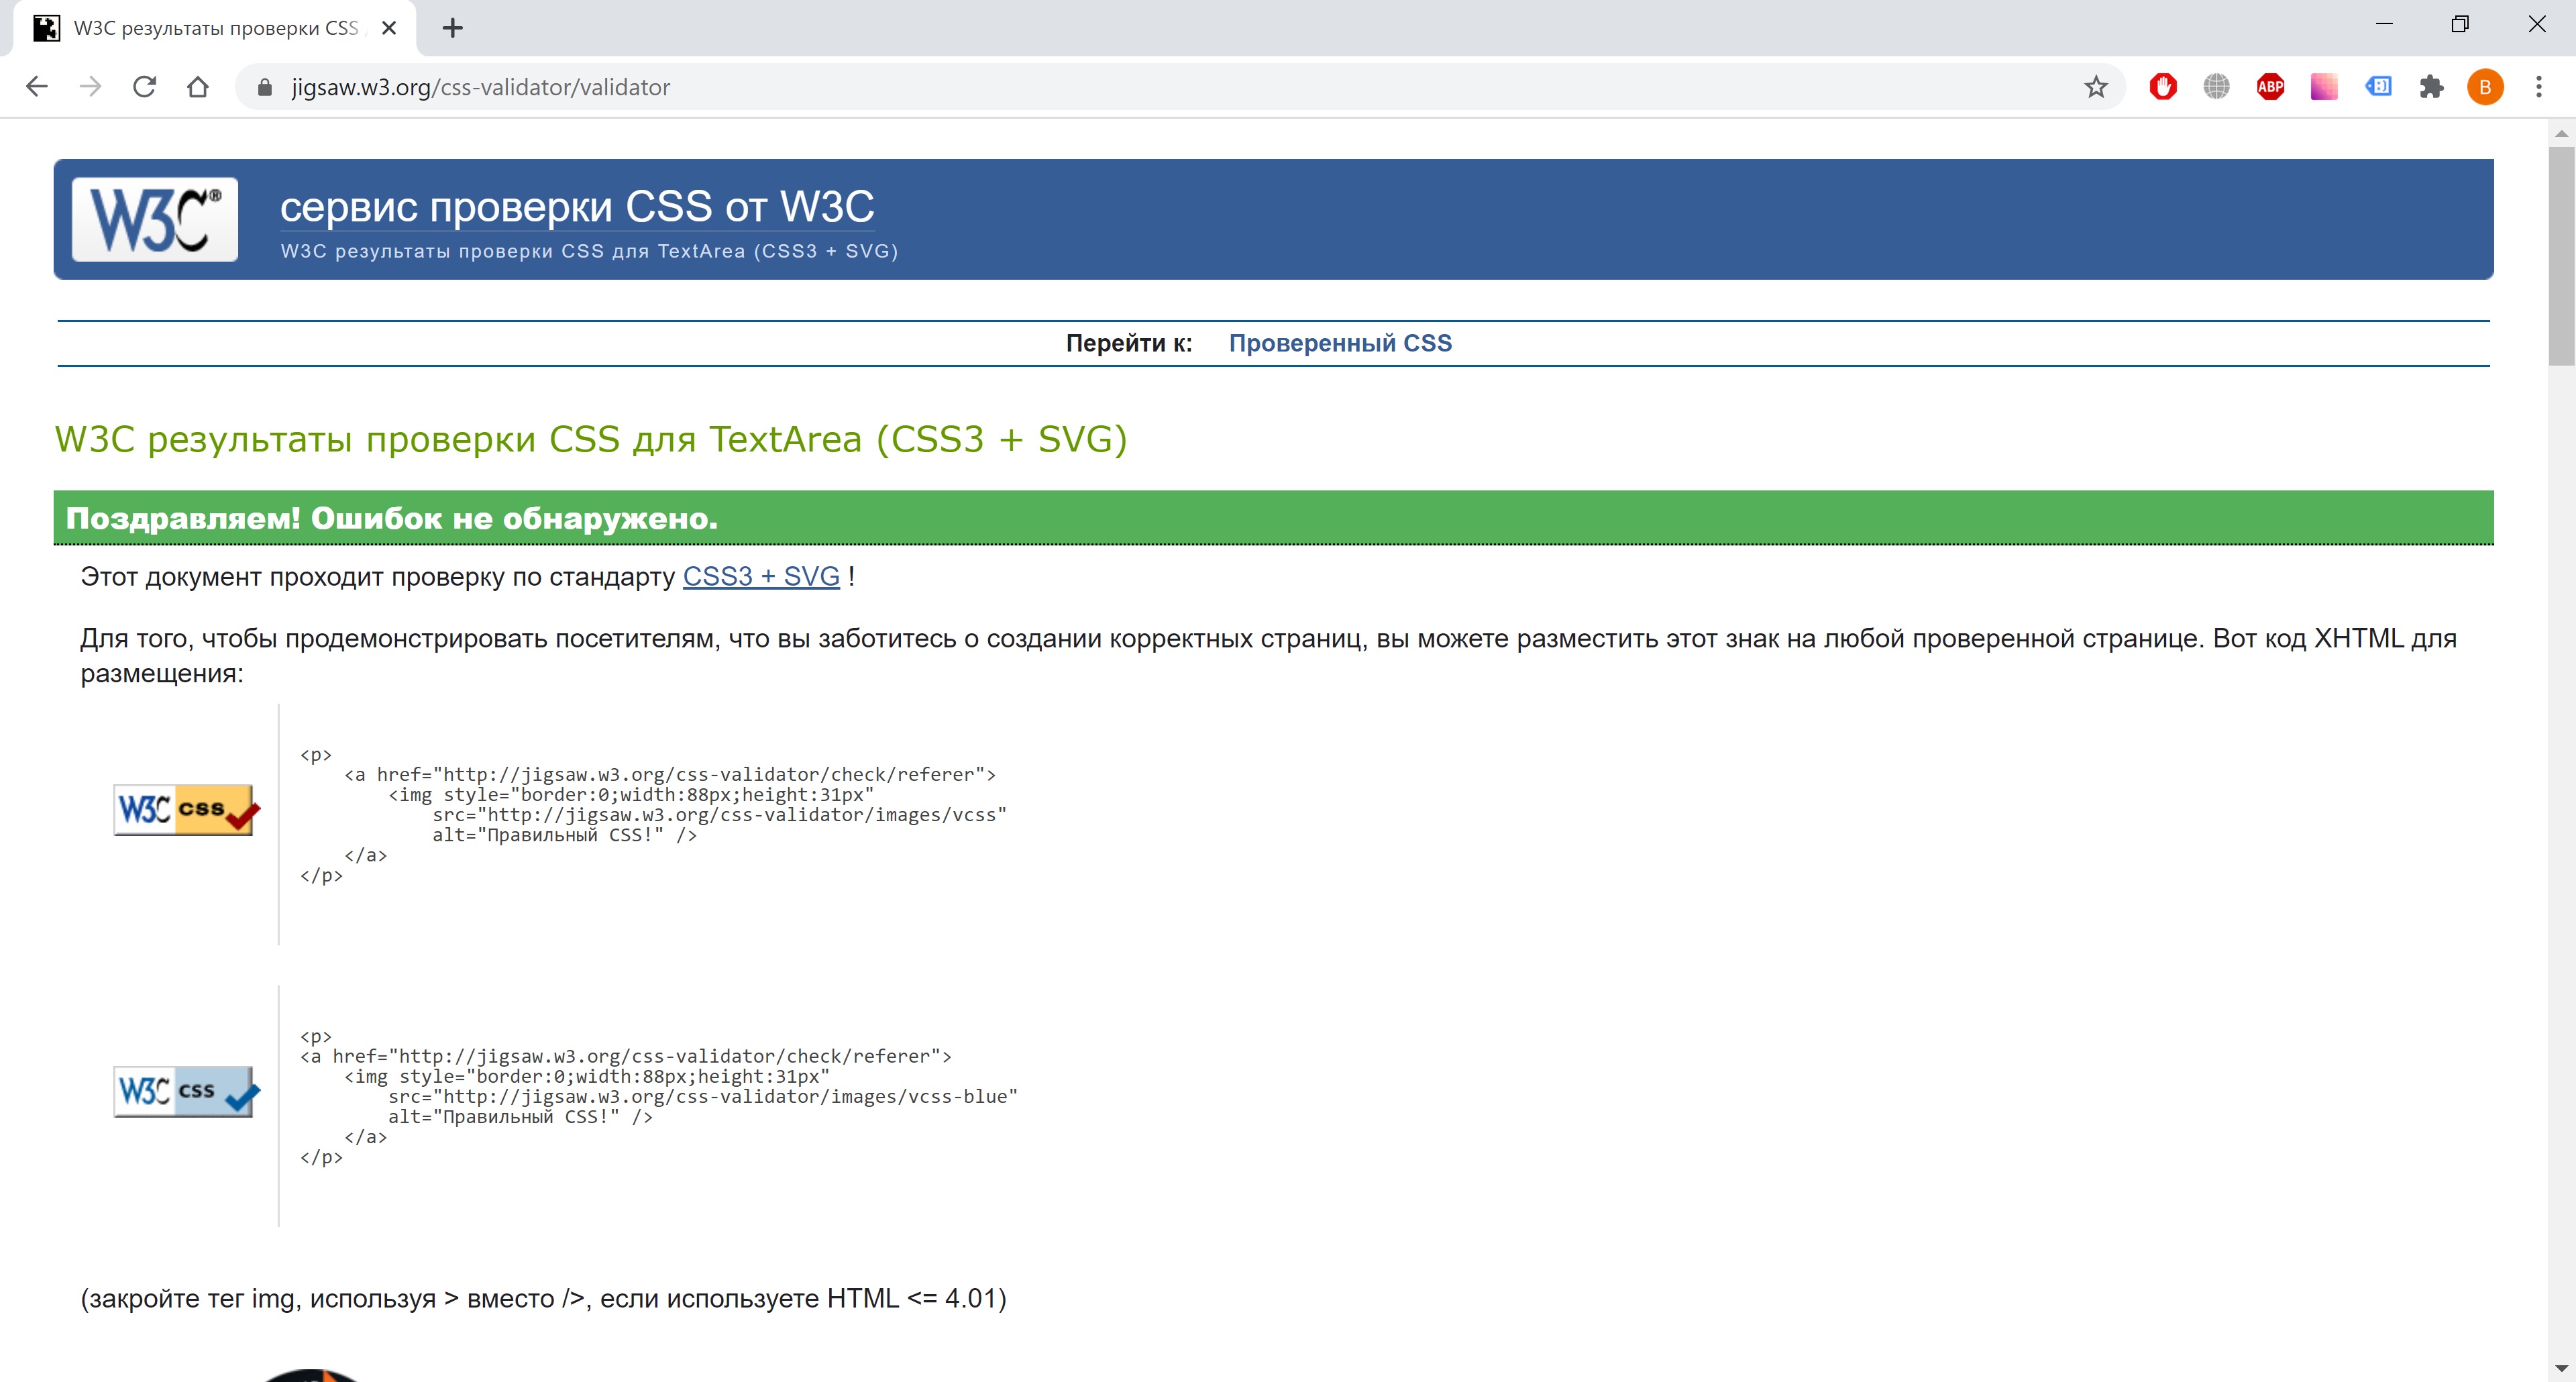 W3C результаты проверки CSS
jigsaw.w3.org/css-validator/validator
ABP
B
W3C®
сервис проверки CSS от W3C
W3C результаты проверки CSS для TextArea (CSS3 + SVG)
Перейти к: Проверенный CSS
W3C результаты проверки CSS для TextArea (CSS3 + SVG)
Поздравляем! Ошибок не обнаружено.
Этот документ проходит проверку по стандарту CSS3 + SVG !
Для того, чтобы продемонстрировать посетителям, что вы заботитесь о создании корректных страниц, вы можете разместить этот знак на любой проверенной странице. Вот код XHTML для
размещения:
<p>
<a href="http://jigsaw.w3.org/css-validator/check/referer">
<img style="border:0;width:88px;height:31px"
src="http://jigsaw.w3.org/css-validator/images/vcss"
alt="Правильный CSS!" />
</a>
</p>
W3C css
<p>
<a href="http://jigsaw.w3.org/css-validator/check/referer">
<img style="border:0;width:88px;height:31px"
src="http://jigsaw.w3.org/css-validator/images/vcss-blue"
alt="Правильный CSS!" />
</a>
</p>
W3C css
(закройте тег img, используя > вместо />, если используете HTML <= 4.01)